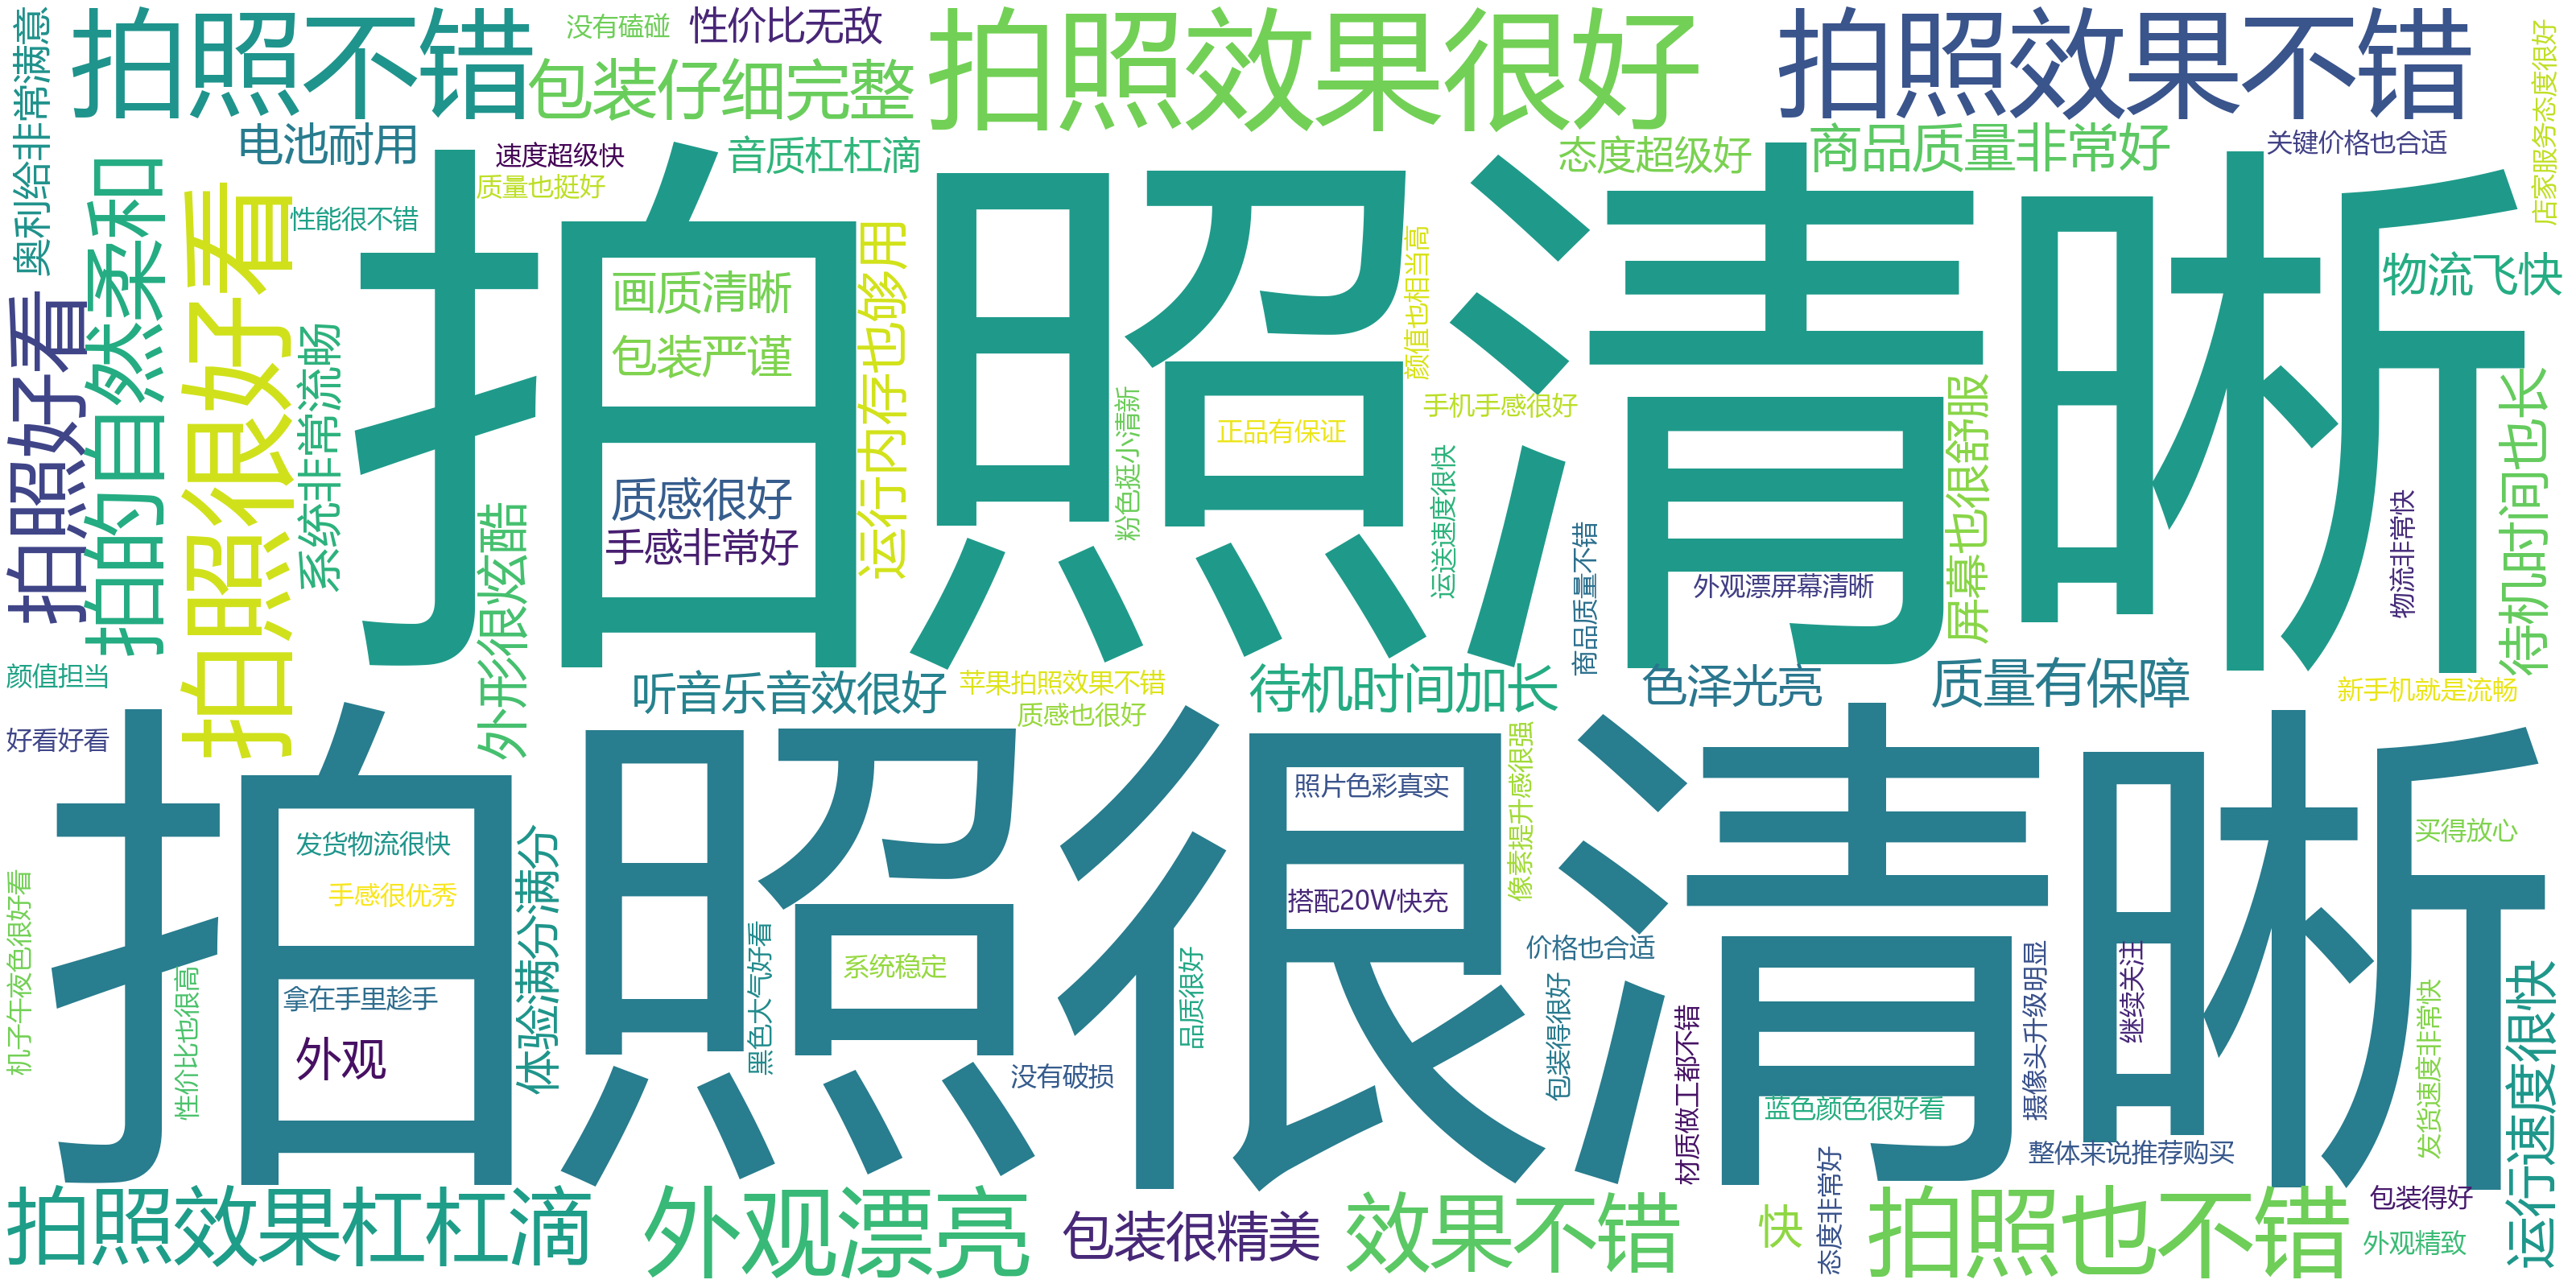 拍照不错
没有磕碰
性价比无敌
包装仔细完整
拍照效果很好
拍照效果不错
奥利给非常满意
店家服务态度很好
电池耐用
速度超级快
质量也挺好
音质杠杠滴
态度超级好
商品质量非常好
关键价格也合适
性能很不错
拍照清晰
物流飞快
拍照好看
拍的自然柔和
拍照很好看
系统非常流畅
外形很炫酷
画质清晰
包装严谨
质感很好
手感非常好
运行内存也够用
粉色挺小清新
正品有保证
颜值也相当高
手机手感很好
运送速度很快
商品质量不错
外观漂屏幕清晰
屏幕也很舒服
物流非常快
待机时间也长
颜值担当
听音乐音效很好
苹果拍照效果不错
质感也很好
待机时间加长
色泽光亮
质量有保障
新手机就是流畅
好看好看
拍照很清晰
发货物流很快
手感很优秀
拿在手里趁手
外观
机子午夜色很好看
性价比也很高
体验满分满分
黑色大气好看
系统稳定
没有破损
品质很好
照片色彩真实
搭配20W快充
像素提升感很强
价格也合适
包装得很好
材质做工都不错
蓝色颜色很好看
摄像头升级明显
继续关注
买得放心
发货速度非常快
运行速度很快
整体来说推荐购买
拍照效果杠杠滴
外观漂亮
包装很精美
效果不错
快
态度非常好
拍照也不错
包装得好
外观精致